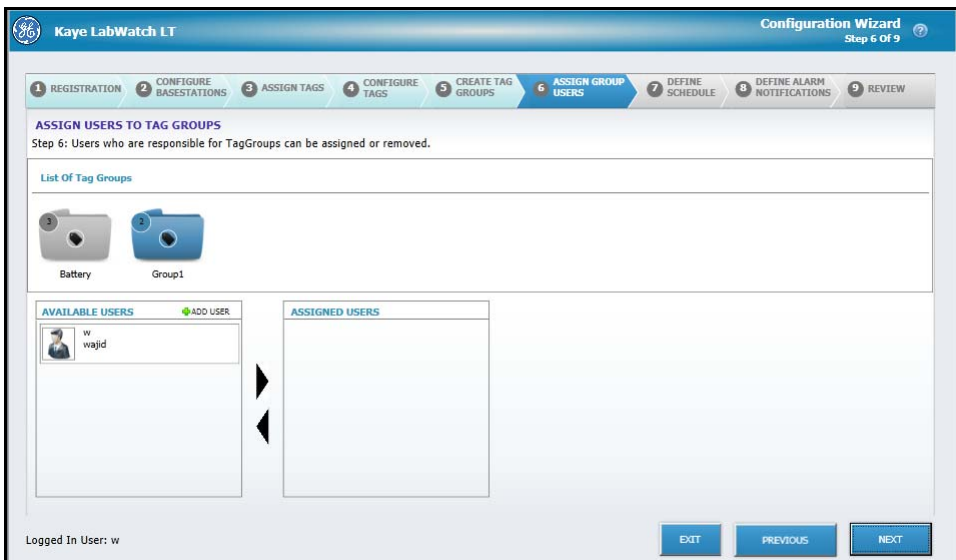 Kaye LabWatch LT
Configuration Wizard
Step 6 Of 9
1 REGISTRATION
2 CONFIGURE
BASESTATIONS
3 ASSIGN TAGS
4 CONFIGURE
TAGS
5 CREATE TAG
GROUPS
6 ASSIGN GROUP
USERS
7 DEFINE
SCHEDULE
8 DEFINE ALARM
NOTIFICATIONS
9 REVIEW
ASSIGN USERS TO TAG GROUPS
Step 6: Users who are responsible for TagGroups can be assigned or removed.
List Of Tag Groups
3
2
Battery
Group1
AVAILABLE USERS
ADD USER
ASSIGNED USERS
w
wajid
Logged In User: w
EXIT
PREVIOUS
NEXT